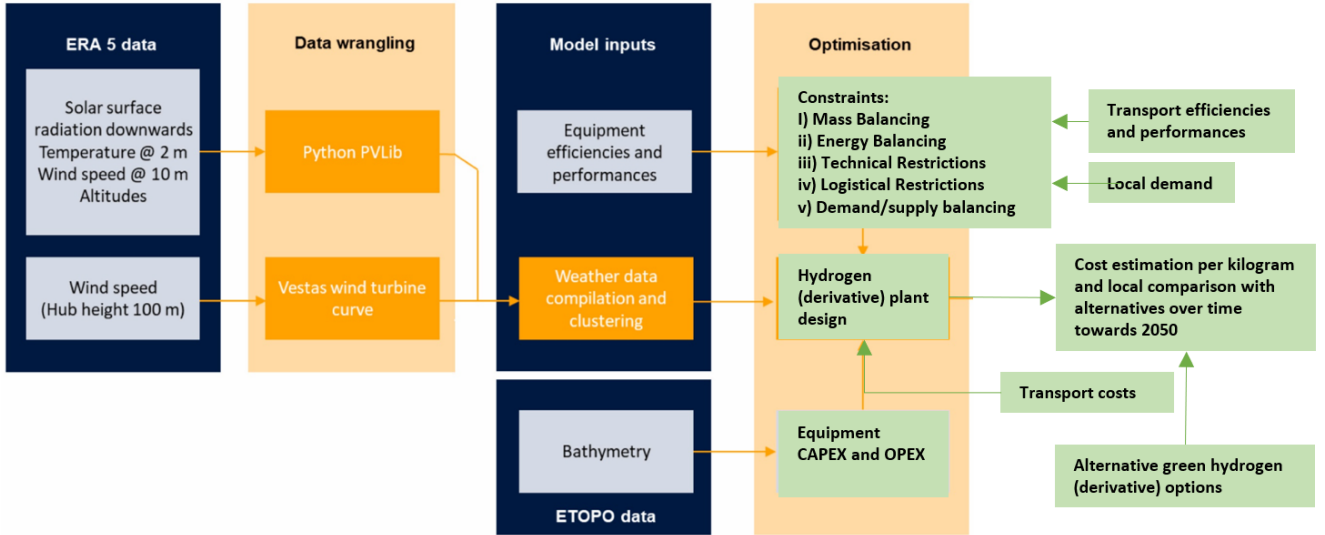 ERA 5 data
Solar surface
radiation downwards
Temperature @ 2 m
Wind speed @ 10 m
Altitudes
Wind speed
(Hub height 100 m)
Data wrangling
Python PVLib
Vestas wind turbine
curve
Model inputs
Equipment
efficiencies and
performances
Weather data
compilation and
clustering
Bathymetry
ETOPO data
Optimisation
Constraints:
I) Mass Balancing
ii) Energy Balancing
iii) Technical Restrictions
iv) Logistical Restrictions
v) Demand/supply balancing
Hydrogen
(derivative) plant
design
Equipment
CAPEX and OPEX
Transport efficiencies
and performances
Local demand
Cost estimation per kilogram
and local comparison with
alternatives over time
towards 2050
Transport costs
Alternative green hydrogen
(derivative) options